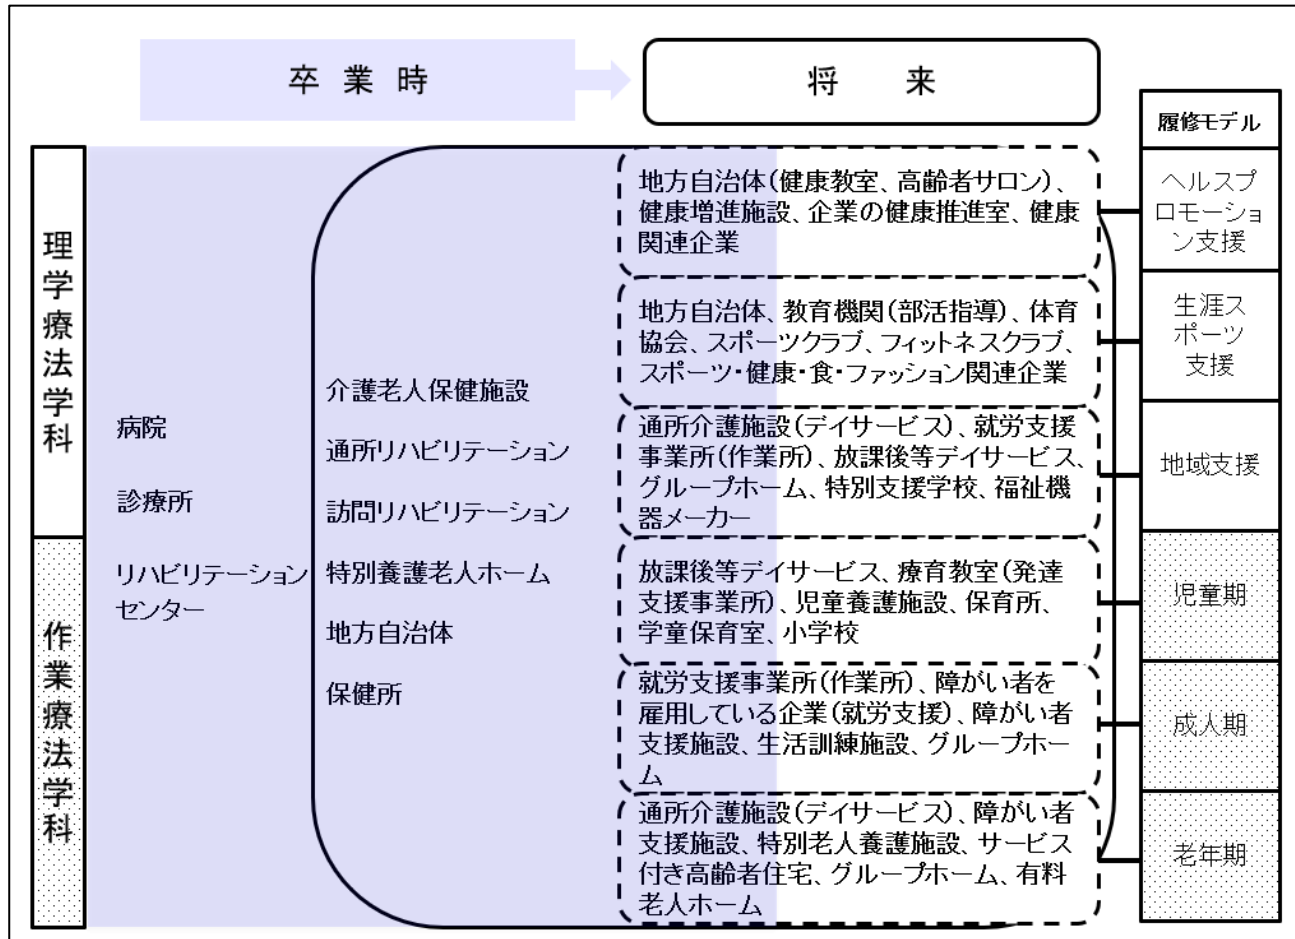 卒業時
将来
履修モデル
理学療法学科
作業療法学科
病院
診療所
リハビリテーション
センター
介護老人保健施設
通所リハビリテーション
訪問リハビリテーション
特別養護老人ホーム
地方自治体
保健所
地方自治体(健康教室、高齢者サロン)、
健康増進施設、企業の健康推進室、健康
関連企業
ヘルスプ
ロモーショ
ン支援
地方自治体、教育機関(部活指導)、体育
協会、スポーツクラブ、フィットネスクラブ、
スポーツ・健康・食・ファッション関連企業
生涯ス
ポーツ
支援
通所介護施設(デイサービス)、就労支援
事業所(作業所)、放課後等デイサービス、
グループホーム、特別支援学校、福祉機
器メーカー
地域支援
放課後等デイサービス、療育教室(発達
支援事業所)、児童養護施設、保育所、
学童保育室、小学校
児童期
就労支援事業所(作業所)、障がい者を
雇用している企業(就労支援)、障がい者
支援施設、生活訓練施設、グループホー
ム
成人期
通所介護施設(デイサービス)、障がい者
支援施設、特別老人養護施設、サービス
付き高齢者住宅、グループホーム、有料
老人ホーム
老年期